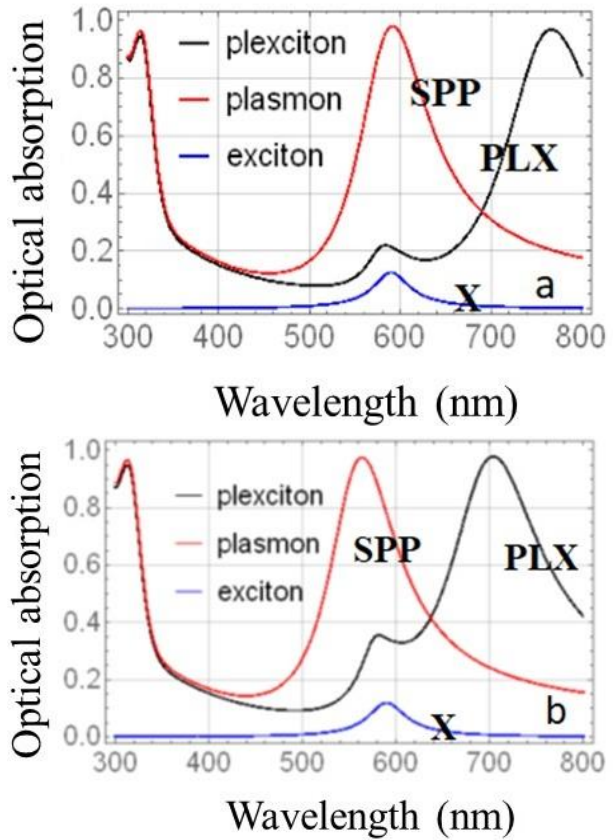 Optical absorption
1.0
0.8
0.6
0.4
0.2
0.0
plexciton
plasmon
exciton
SPP
PLX
X
a
300 400 500 600 700 800
Wavelength (nm)
Optical absorption
1.0
0.8
0.6
0.4
0.2
0.0
plexciton
plasmon
exciton
SPP
PLX
X
b
300 400 500 600 700 800
Wavelength (nm)